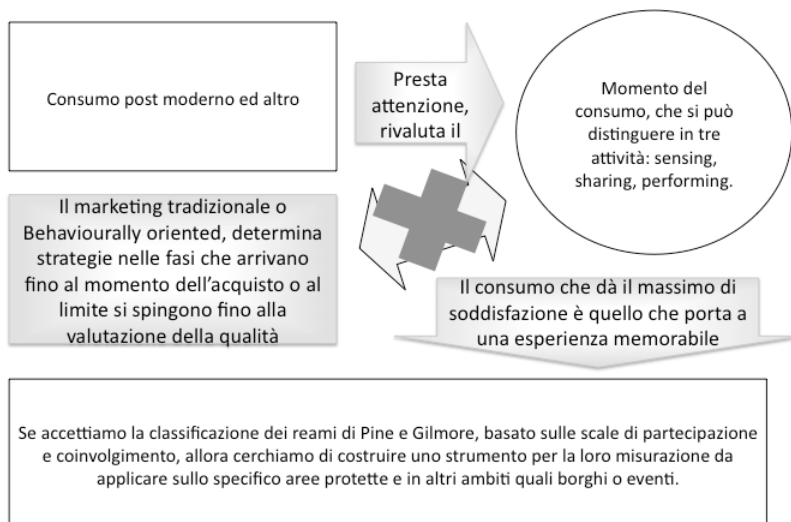 Consumo post moderno ed altro
Presta
attenzione,
rivaluta il
Momento del
consumo, che si può
distinguere in tre
attività: sensing,
sharing, performing.
Il marketing tradizionale o
Behaviourally oriented, determina
strategie nelle fasi che arrivano
fino al momento dell’acquisto o al
limite si spingono fino alla
valutazione della qualità
Il consumo che dà il massimo di
soddisfazione è quello che porta a
una esperienza memorabile
Se accettiamo la classificazione dei reami di Pine e Gilmore, basato sulle scale di partecipazione
e coinvolgimento, allora cerchiamo di costruire uno strumento per la loro misurazione da
applicare sullo specifico aree protette e in altri ambiti quali borghi o eventi.